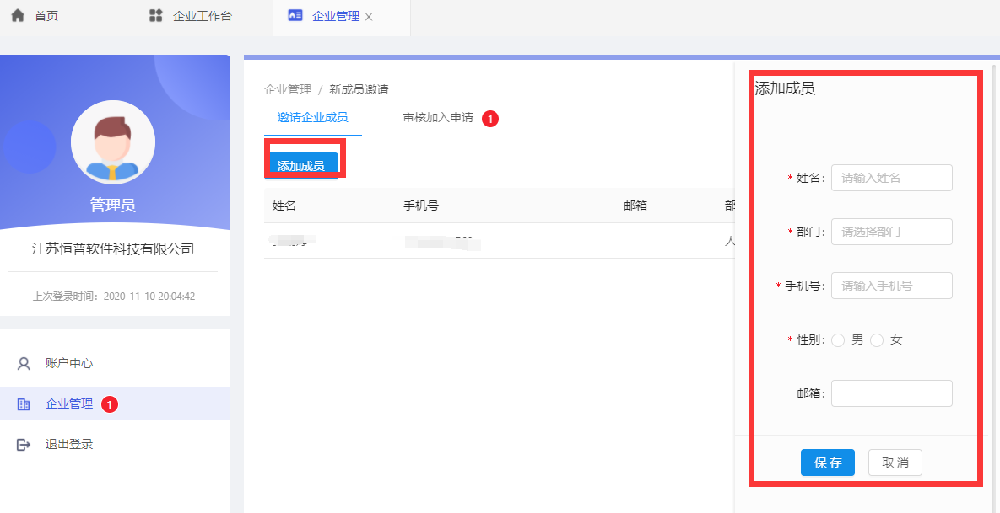 首页
企业工作台
企业管理
企业管理 / 新成员邀请
邀请企业成员
审核加入申请 1
添加成员
姓名
手机号
邮箱
部
人
管理员
江苏恒普软件科技有限公司
上次登录时间：2020-11-10 20:04:42
账户中心
企业管理 1
退出登录
添加成员
* 姓名： 请输入姓名
* 部门： 请选择部门
* 手机号： 请输入手机号
* 性别： 男 女
邮箱：
保 存
取 消